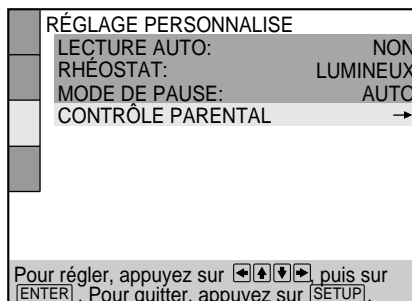 RÉGLAGE PERSONNALISE
LECTURE AUTO: NON
RHÉOSTAT: LUMINEUX
MODE DE PAUSE: AUTO
CONTRÔLE PARENTAL →
Pour régler, appuyez sur ←↑↓→, puis sur
ENTER . Pour quitter, appuyez sur SETUP.